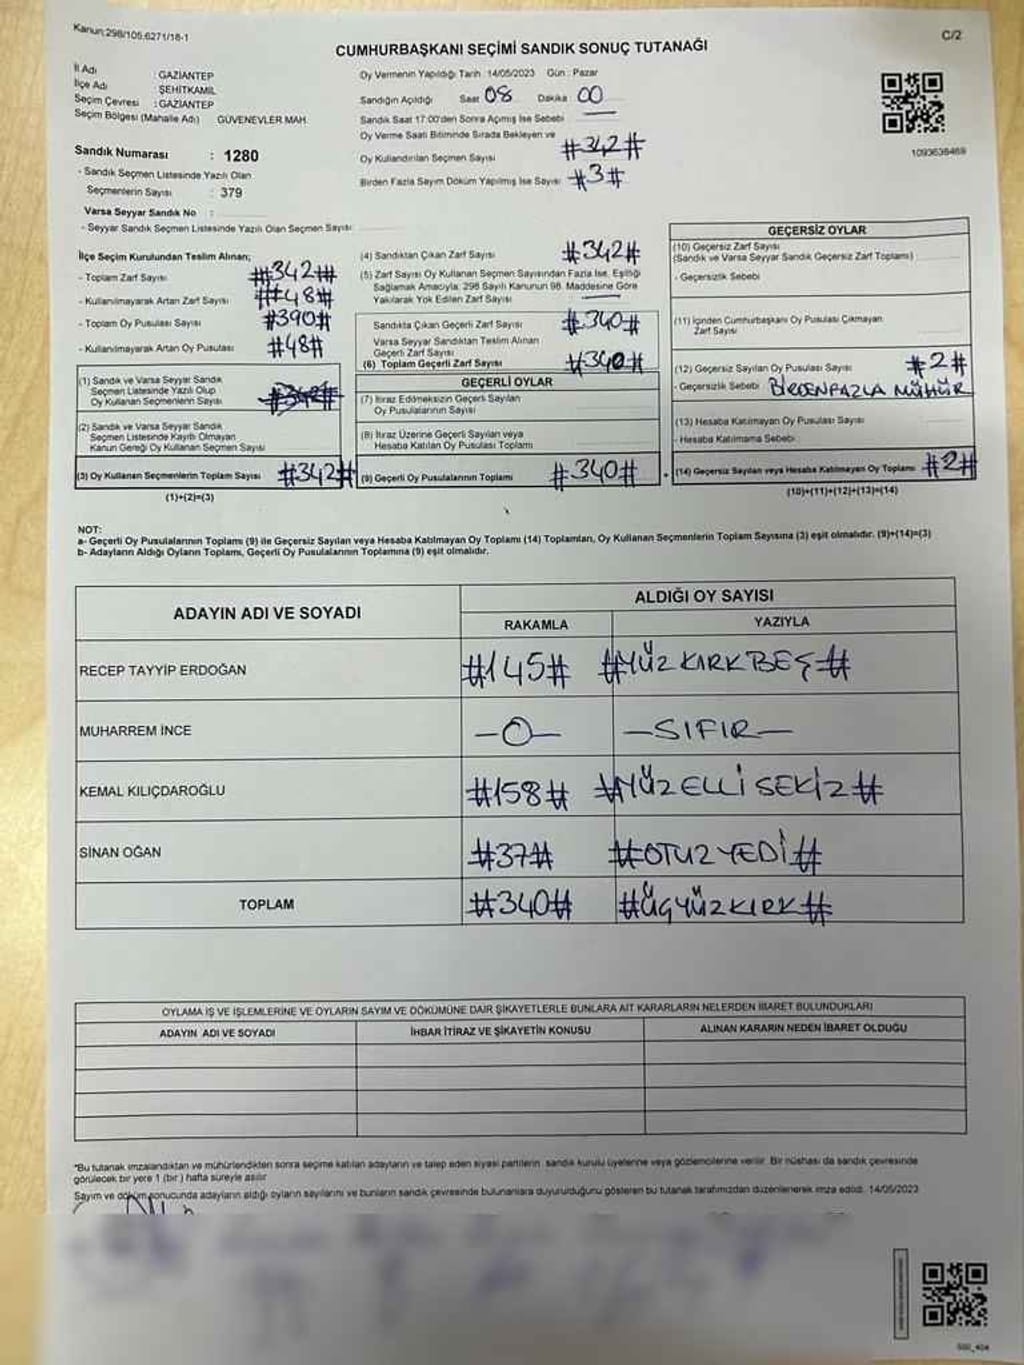 Kanun;298/105,6271/18-1
C/2
CUMHURBAŞKANI SEÇİMİ SANDIK SONUÇ TUTANAĞI
İl Adı GAZİANTEP
İlçe Adı ŞEHİTKAMİL
Seçim Çevresi : GAZİANTEP
Seçim Bölgesi (Mahalle Adı) GÜVENEVLER MAH.
Sandık Numarası : 1280
- Sandık Seçmen Listesinde Yazılı Olan
Seçmenlerin Sayısı : 379
Varsa Seyyar Sandık No :
- Seyyar Sandık Seçmen Listesinde Yazılı Olan Seçmen Sayısı:
Oy Vermenin Yapıldığı Tarih :14/05/2023 Gün : Pazar
Sandığın Açıldığı Saat 08 Dakika 00
Sandık Saat 17:00'den Sonra Açmış İse Sebebi
Oy Verme Saati Bitiminde Sırada Bekleyen ve
Oy Kullandırılan Seçmen Sayısı #342#
Birden Fazla Sayım Döküm Yapılmış İse Sayısı #3#
1093638469
İlçe Seçim Kurulundan Teslim Alınan;
- Toplam Zarf Sayısı ##342##
- Kullanılmayarak Artan Zarf Sayısı ##48#
- Toplam Oy Pusulası Sayısı #390#
- Kullanılmayarak Artan Oy Pusulası #48#
(1) Sandık ve Varsa Seyyar Sandık
Seçmen Listesinde Yazılı Olup
Oy Kullanan Seçmenlerin Sayısı
(2) Sandık ve Varsa Seyyar Sandık
Seçmen Listesinde Kayıtlı Olmayan
Kanun Gereği Oy Kullanan Seçmen Sayısı
(3) Oy Kullanan Seçmenlerin Toplam Sayısı #342#
(1)+(2)=(3)
(4) Sandıktan Çıkan Zarf Sayısı #342#
(5) Zarf Sayısı Oy Kullanan Seçmen Sayısından Fazla İse, Eşitliği
Sağlamak Amacıyla; 298 Sayılı Kanunun 98. Maddesine Göre
Yakılarak Yok Edilen Zarf Sayısı
Sandıkta Çıkan Geçerli Zarf Sayısı #340#
Varsa Seyyar Sandıktan Teslim Alınan
Geçerli Zarf Sayısı
(6) Toplam Geçerli Zarf Sayısı #340#
GEÇERLİ OYLAR
(7) İtiraz Edilmeksizin Geçerli Sayılan
Oy Pusulalarının Sayısı
(8) İtiraz Üzerine Geçerli Sayılan veya
Hesaba Katılan Oy Pusulası Toplamı
(9) Geçerli Oy Pusulalarının Toplamı #340#
GEÇERSİZ OYLAR
(10) Geçersiz Zarf Sayısı
(Sandık ve Varsa Seyyar Sandık Geçersiz Zarf Toplamı)
- Geçersizlik Sebebi
(11) İçinden Cumhurbaşkanı Oy Pusulası Çıkmayan
Zarf Sayısı
(12) Geçersiz Sayılan Oy Pusulası Sayısı #2#
- Geçersizlik Sebebi BİRDENFAZLA MÜHÜR
(13) Hesaba Katılmayan Oy Pusulası Sayısı
- Hesaba Katılmama Sebebi
(14) Geçersiz Sayılan veya Hesaba Katılmayan Oy Toplamı #2#
(10)+(11)+(12)+(13)=(14)
NOT:
a- Geçerli Oy Pusulalarının Toplamı (9) ile Geçersiz Sayılan veya Hesaba Katılmayan Oy Toplamı (14) Toplamları, Oy Kullanan Seçmenlerin Toplam Sayısına (3) eşit olmalıdır. (9)+(14)=(3)
b- Adayların Aldığı Oyların Toplamı, Geçerli Oy Pusulalarının Toplamına (9) eşit olmalıdır.
ADAYIN ADI VE SOYADI ALDIĞI OY SAYISI
RAKAMLA YAZIYLA
RECEP TAYYİP ERDOĞAN #145# #YÜZ KIRK BEŞ#
MUHARREM İNCE -0- -SIFIR-
KEMAL KILIÇDAROĞLU #158# #YÜZ ELLİ SEKİZ#
SİNAN OĞAN #37# #OTUZ YEDİ#
TOPLAM #340# #ÜÇYÜZKIRK#
OYLAMA İŞ VE İŞLEMLERİNE VE OYLARIN SAYIM VE DÖKÜMÜNE DAİR ŞİKAYETLERLE BUNLARA AİT KARARLARIN NELERDEN İBARET BULUNDUKLARI
ADAYIN ADI VE SOYADI İHBAR İTİRAZ VE ŞİKAYETİN KONUSU ALINAN KARARIN NEDEN İBARET OLDUĞU
*Bu tutanak imzalandıktan ve mühürlendikten sonra seçime katılan adayların ve talep eden siyasi partilerin sandık kurulu üyelerine veya gözlemcilerine verilir. Bir nüshası da sandık çevresinde
görülecek bir yere 1 (bir) hafta süreyle asılır.
Sayım ve döküm sonucunda adayların aldığı oyların sayılarını ve bunların sandık çevresinde bulunanlara duyurulduğunu gösteren bu tutanak tarafımızdan düzenlenerek imza edildi. 14/05/2023